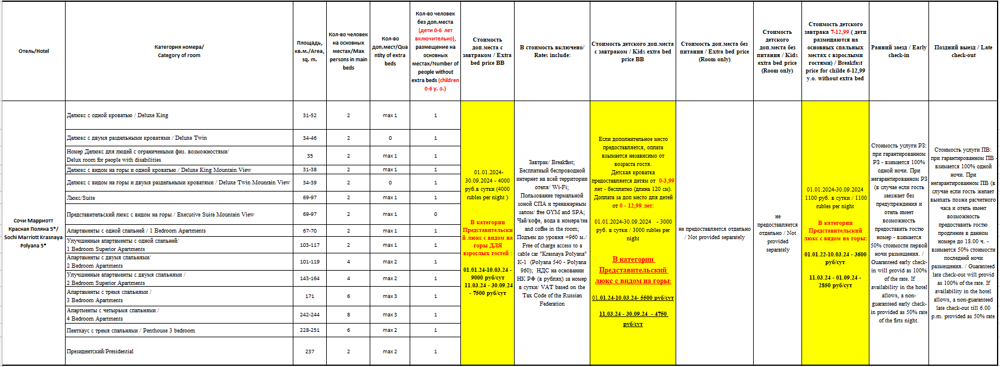 Отель/Hotel
Категория номера/
Category of room
Площадь,
кв.м./Area,
sq. m.
Кол-во человек
на основных
местах/Max
persons in main
beds
Кол-во
доп.мест/Qua
ntity of extra
beds
Кол-во человек
без доп.места
(дети 0-6 лет
включительно),
размещение на
основных
местах/Number of
people without
extra beds (children
0-6 y. o.)
Стоимость
доп.места с
завтраком / Extra
bed price BB
В стоимость включено/
Rates include:
Стоимость детского доп.места
с завтраком / Kids extra bed
price BB
Стоимость доп.места без
питания / Extra bed price
(Room only)
Стоимость
детского
доп.места без
питания / Kids
extra bed price
(Room only)
Стоимость детского
завтрака 7-12,99 ( дети
размещаются на
основных спальных
местах с взрослыми
гостями) / Breakfast
price for childe 6-12,99
y.o. without extra bed
Ранний заезд / Early
check-in
Поздний выезд / Late
check-out
Сочи Марриотт
Красная Поляна 5*/
Sochi Marriott Krasnaya
Polyana 5*
Делюкс с одной кроватью / Deluxe King
31-52
2
max 1
1
Делюкс с двумя раздельными кроватями / Deluxe Twin
34-46
2
0
1
Номер Делюкс для людей с ограничеными физ. возможностями/
Delux room for people with disabilities
35
2
max 1
1
Делюкс с видом на горы и одной кроватью / Deluxe King Mountain View
31-38
2
max 1
1
Делюкс с видом на горы и двумя раздельными кроватями / Deluxe Twin Mounrain View
34-39
2
0
1
Люкс/Suite
69-97
2
max 1
1
Представительский люкс с видом на горы / Executive Suite Mountain View
69-97
2
max 1
0
Апартаменты с одной спальней / 1 Bedroom Apartments
67-70
2
max 1
1
Улучшенные апартаменты с одной спальней/
1 Bedroom Superior Apartments
103-117
2
max 1
1
Апартаменты с двумя спальнями/
2 Bedroom Apartments
101-119
4
max 2
1
Улучшенные апартаменты с двумя спальнями /
2 Bedroom Superior Apartments
143-164
4
max 2
1
Апартаменты с тремя спальнями /
3 Bedroom Apartments
171
6
max 3
1
Апартменты с четырьмя спальнями /
4 Bedroom Apartments
242-244
8
max 3
1
Пентхаус с тремя спальнями / Penthouse 3 bedroom
228-251
6
max 2
1
Президентский/Presidential
237
2
max 2
1
01.01.2024-
30.09.2024 - 4000
руб.в сутки (4000
rubles per night )
В категории
Представительски
й люкс с видом на
горы ДЛЯ
взрослых гостей :
01.01.24-10.03.24 -
9000 руб/сут
11.03.24 - 30.09.24
- 7500 руб/сут
Завтрак/ Breakfast;
Бесплатный беспроводной
интернет на всей территории
отеля/ Wi-Fi;
Пользование термальной
зоной СПА и тренажерным
залом/ free GYM and SPA;
Чай/кофе, вода в номера/tea
and coffee in the room;
Подъем до уровня +960 м./
Free of charge access to a
cable car "Krasnaya Polyana"
K-1 (Polyana 540 - Polyana
960); НДС на основании
НК РФ (в рублях) за номер
в сутки/ VAT based on the
Tax Code of the Russian
Federation
Если дополнительное место
предоставляется, оплата
взымается независимо от
возраста гостя.
Детская кроватка
предоставляется детям от 0-3,99
лет - бесплатно (длина 120 см).
Доплата за доп место для детей
от 0 - 12,99 лет:
01.01.2024-30.09.2024 - 3000
руб. в сутки / 3000 rubles per
night
В категории
Представительский
люкс с видом на горы:
01.01.24-10.03.24- 5500 руб/сут
11.03.24 - 30.09.24 - 4750
руб/сут
не предоставляется отдельно
/ Not provided separately
не
предоставляется
отдельно / Not
provided
separately
01.01.2024-30.09.2024
1100 руб. в сутки / 1100
rubles per night
В категории
Представительский
люкс с видом на горы:
01.01.22-10.03.24 - 3600
руб/сут
11.03.24 - 01.09.24 -
2850 руб/сут
Стоимость услуги РЗ:
при гарантированном
РЗ - взимается 100%
одной ночи. При
негарантированном РЗ
(в случае если гость
заезжает без
предупреждения и
отель имеет
возможность
предоставить гостю
номер - взимается
50% стоимости первой
ночи размещения. /
Guaranteed early check-
in will provid as 100%
of the rate. If
availability in the hotel
allows, a non-
guaranteed early check-
in provided as 50% rate
of the firts night.
Стоимость услуги ПВ:
при гарантированном ПВ -
взимается 100% одной
ночи. При
негарантированном ПВ (в
случае если гость желает
выехать позже расчетного
часа и отель имеет
возможность
предоставить гостю
продление в данном
номере до 18.00 ч. -
взимается 50% стоимости
последней ночи
размещения. / Guaranteed
late check-out will provid
as 100% of the rate. If
availability in the hotel
allows, a non-guaranteed
late check-out till 6.00
p.m. provided as 50% rate